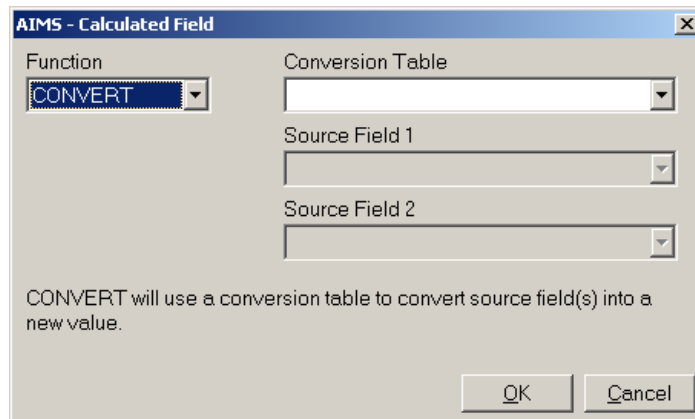 AIMS - Calculated Field
Function
Conversion Table
CONVERT
Source Field 1
Source Field 2
CONVERT will use a conversion table to convert source field(s) into a
new value.
OK
Cancel